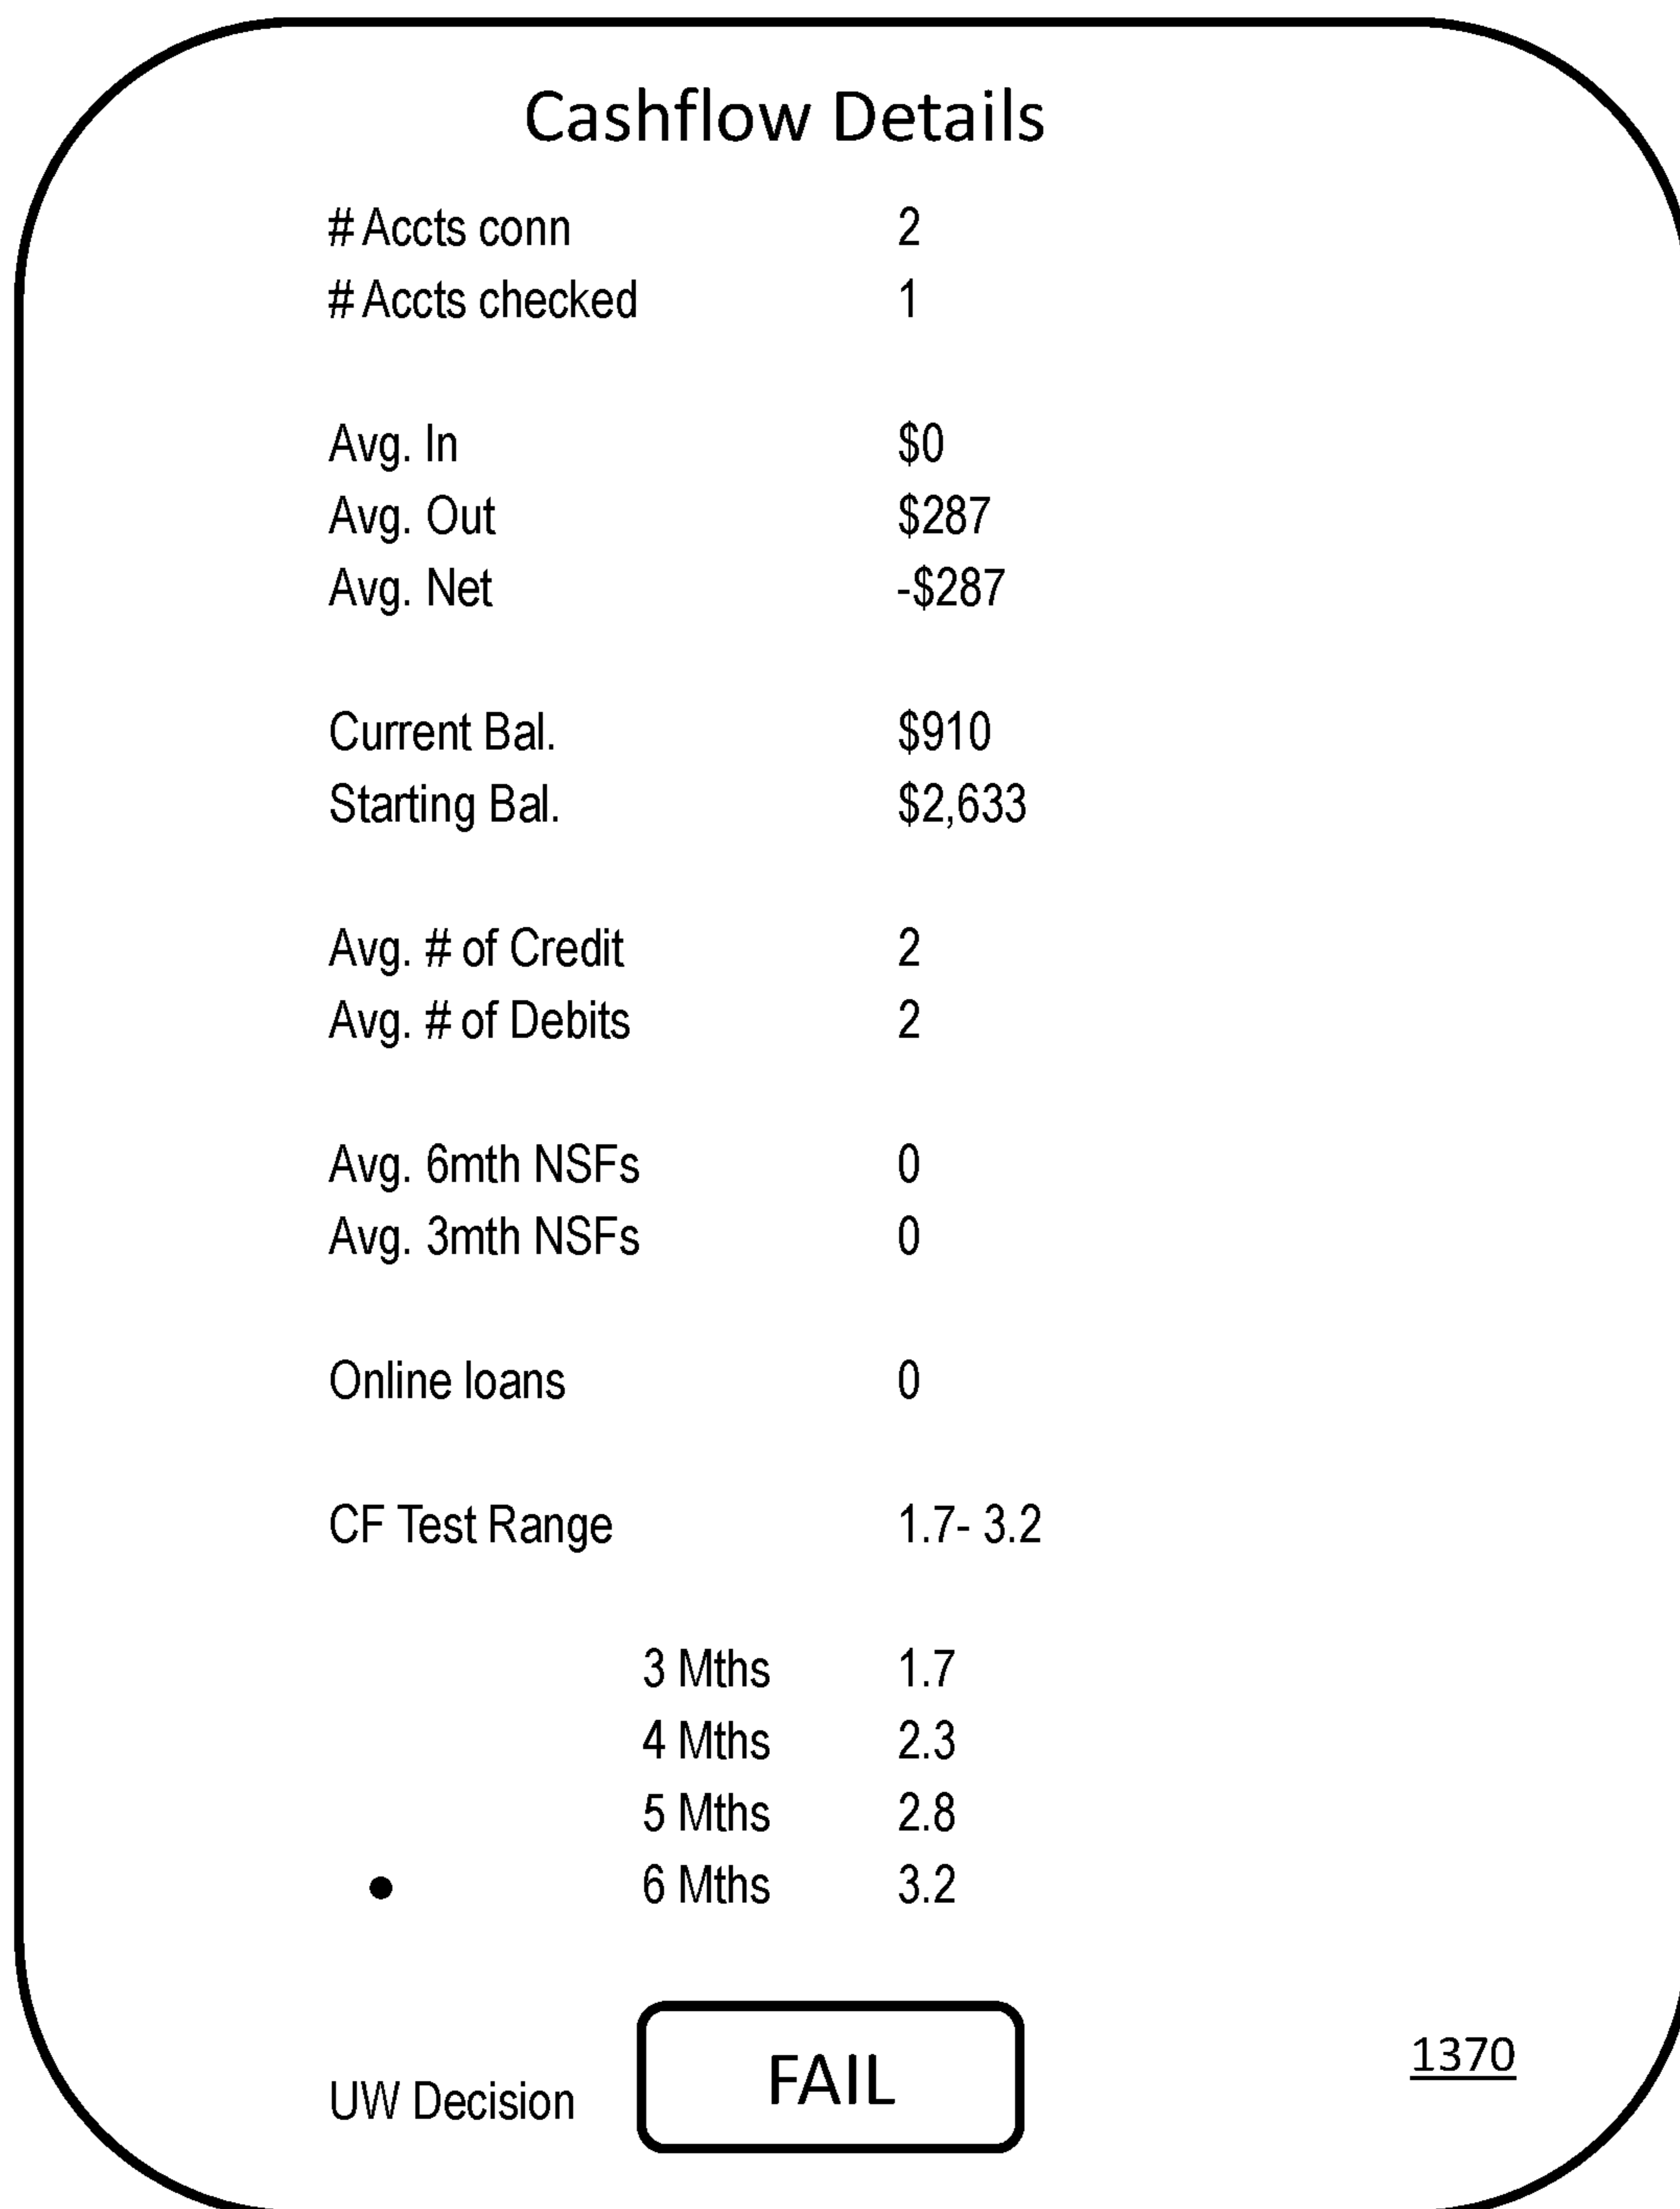 Cashflow Details
# Accts conn 2
# Accts checked 1
Avg. In $0
Avg. Out $287
Avg. Net -$287
Current Bal. $910
Starting Bal. $2,633
Avg. # of Credit 2
Avg. # of Debits 2
Avg. 6mth NSFs 0
Avg. 3mth NSFs 0
Online loans 0
CF Test Range 1.7- 3.2
3 Mths 1.7
4 Mths 2.3
5 Mths 2.8
• 6 Mths 3.2
UW Decision FAIL
1370